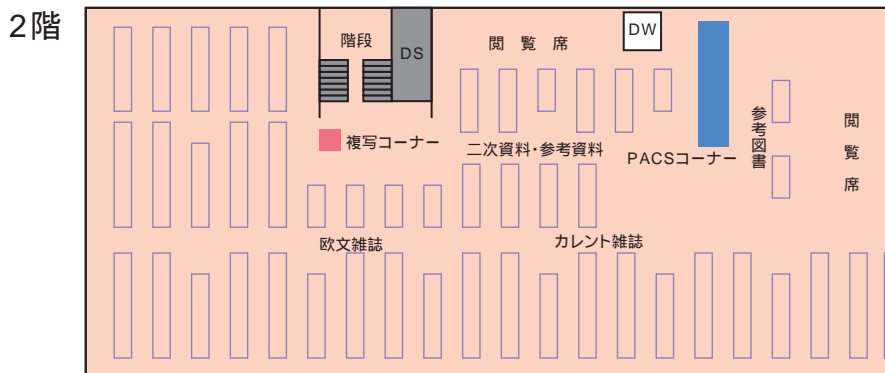 2階
階段
DS
閲覧席
DW
複写コーナー
二次資料・参考資料
PACSコーナー
参考図書
閲覧席
欧文雑誌
カレント雑誌